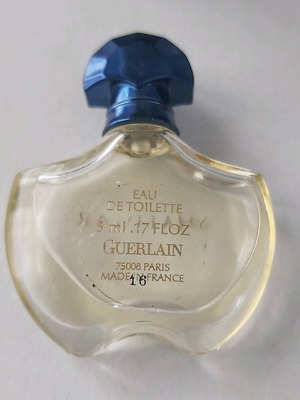 EAU
DE TOILETTE
5 ml .17 FLOZ
GUERLAIN
75008 PARIS
MADE IN FRANCE
16